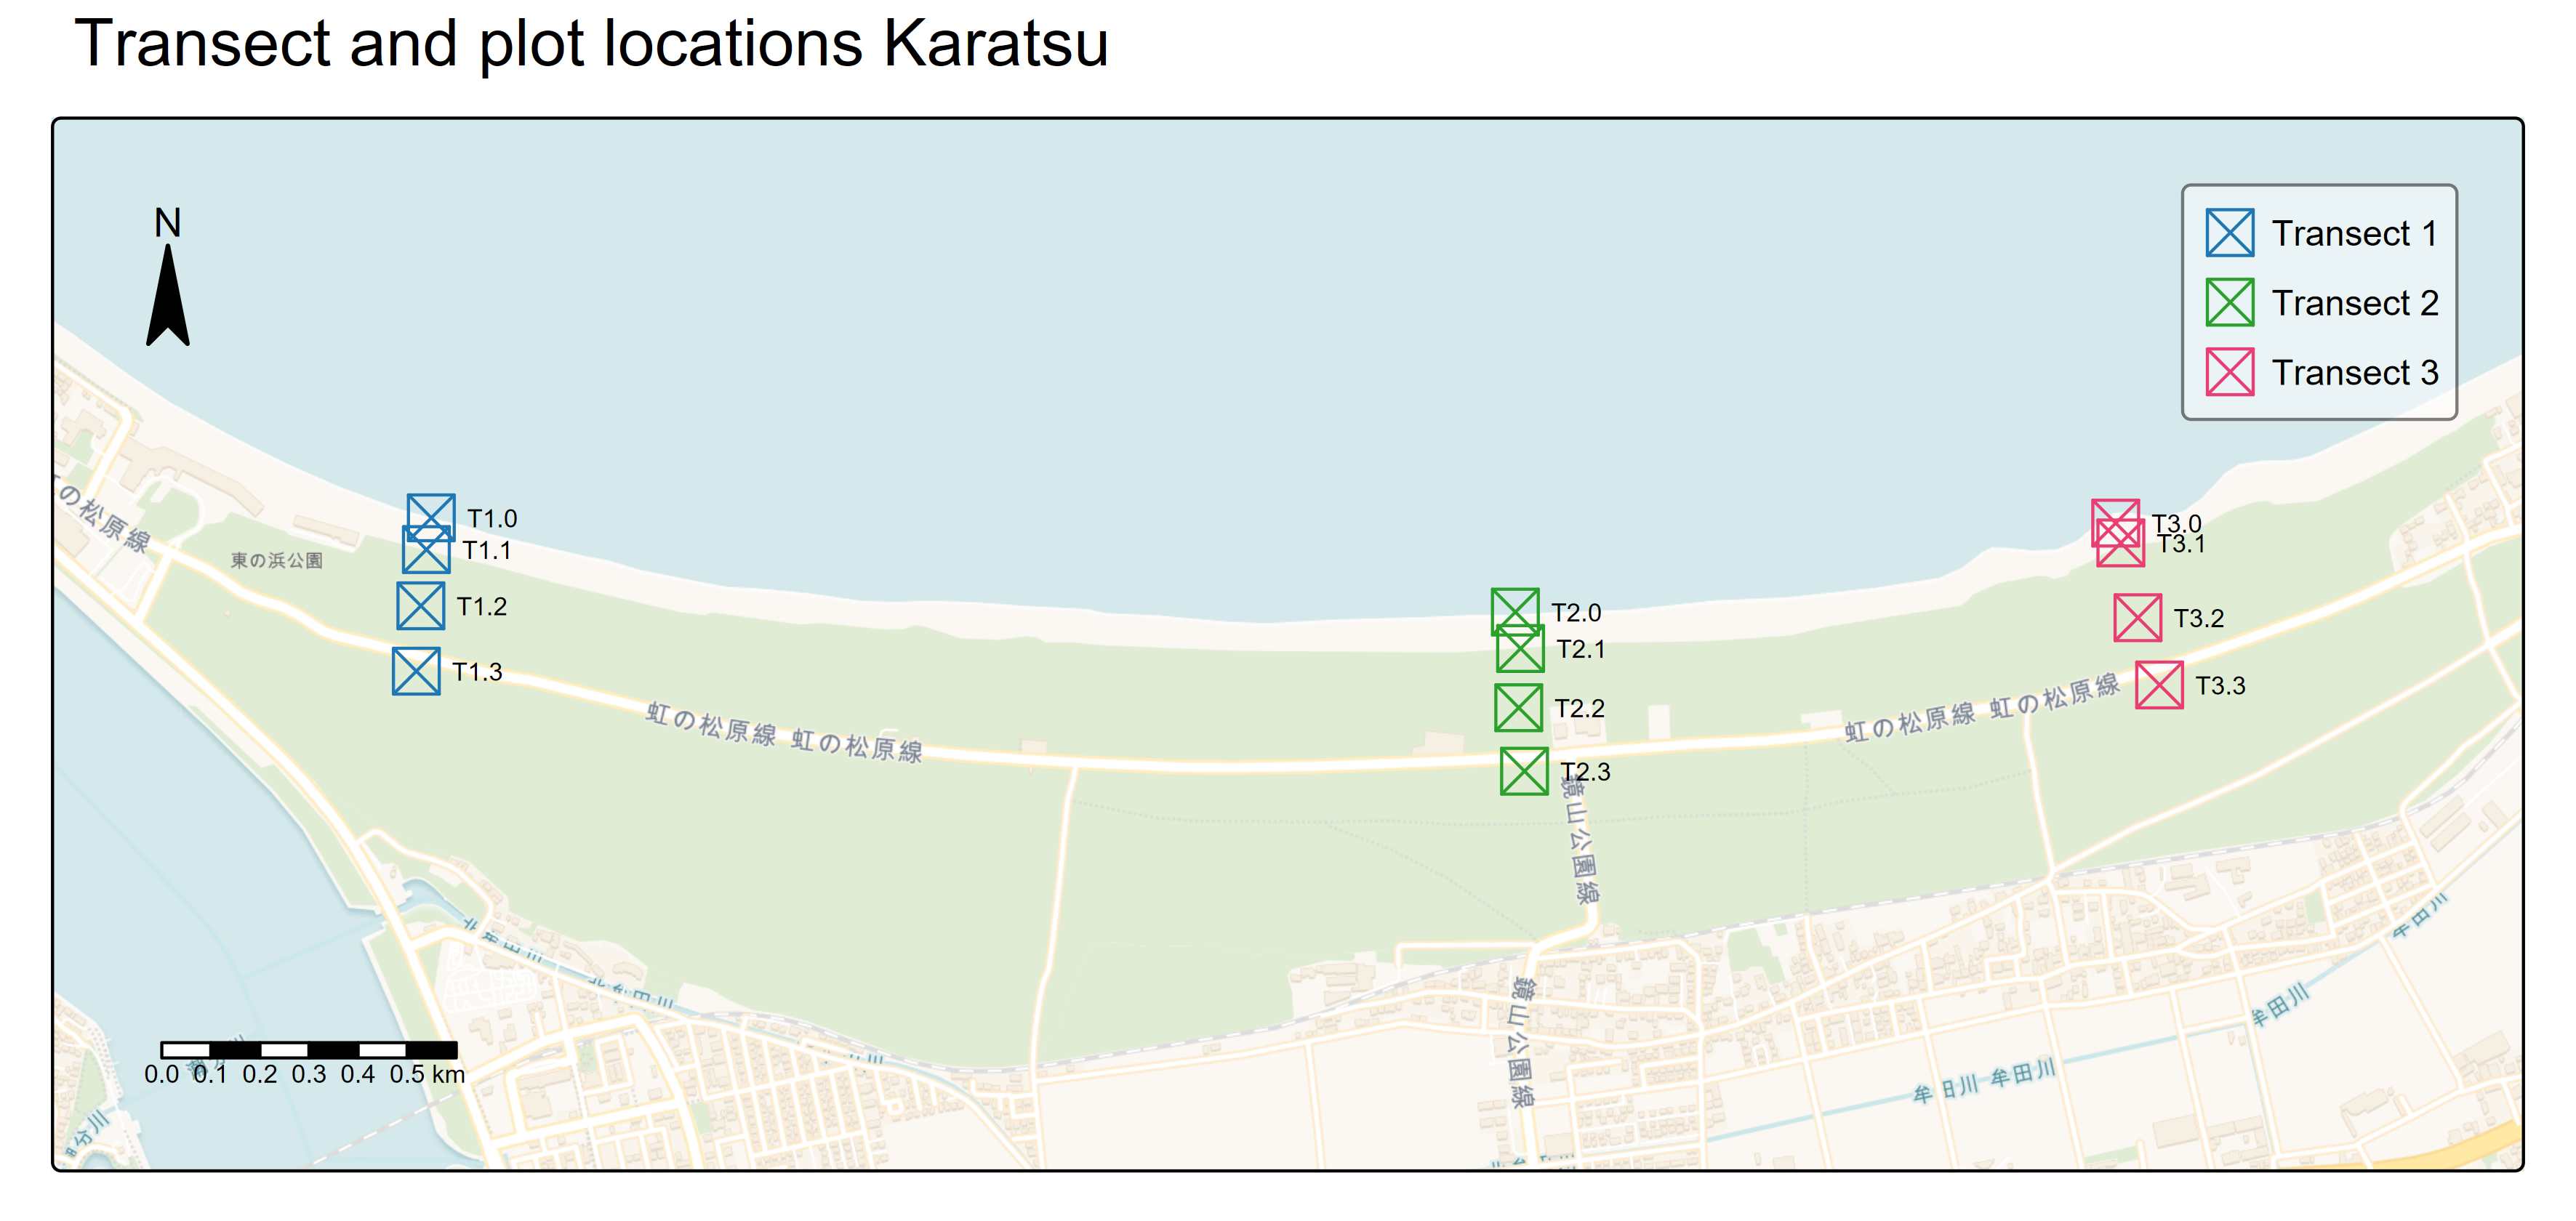 Transect and plot locations Karatsu
N
Transect 1
Transect 2
Transect 3
の松原線
東の浜公園
T1.0
T1.1
T1.2
T1.3
T2.0
T2.1
T2.2
T2.3
T3.0
T3.1
T3.2
T3.3
虹の松原線 虹の松原線
虹の松原線 虹の松原線
鏡山公園線
鏡山公園線
牟田川
牟田川
牟田川
0.0 0.1 0.2 0.3 0.4 0.5 km